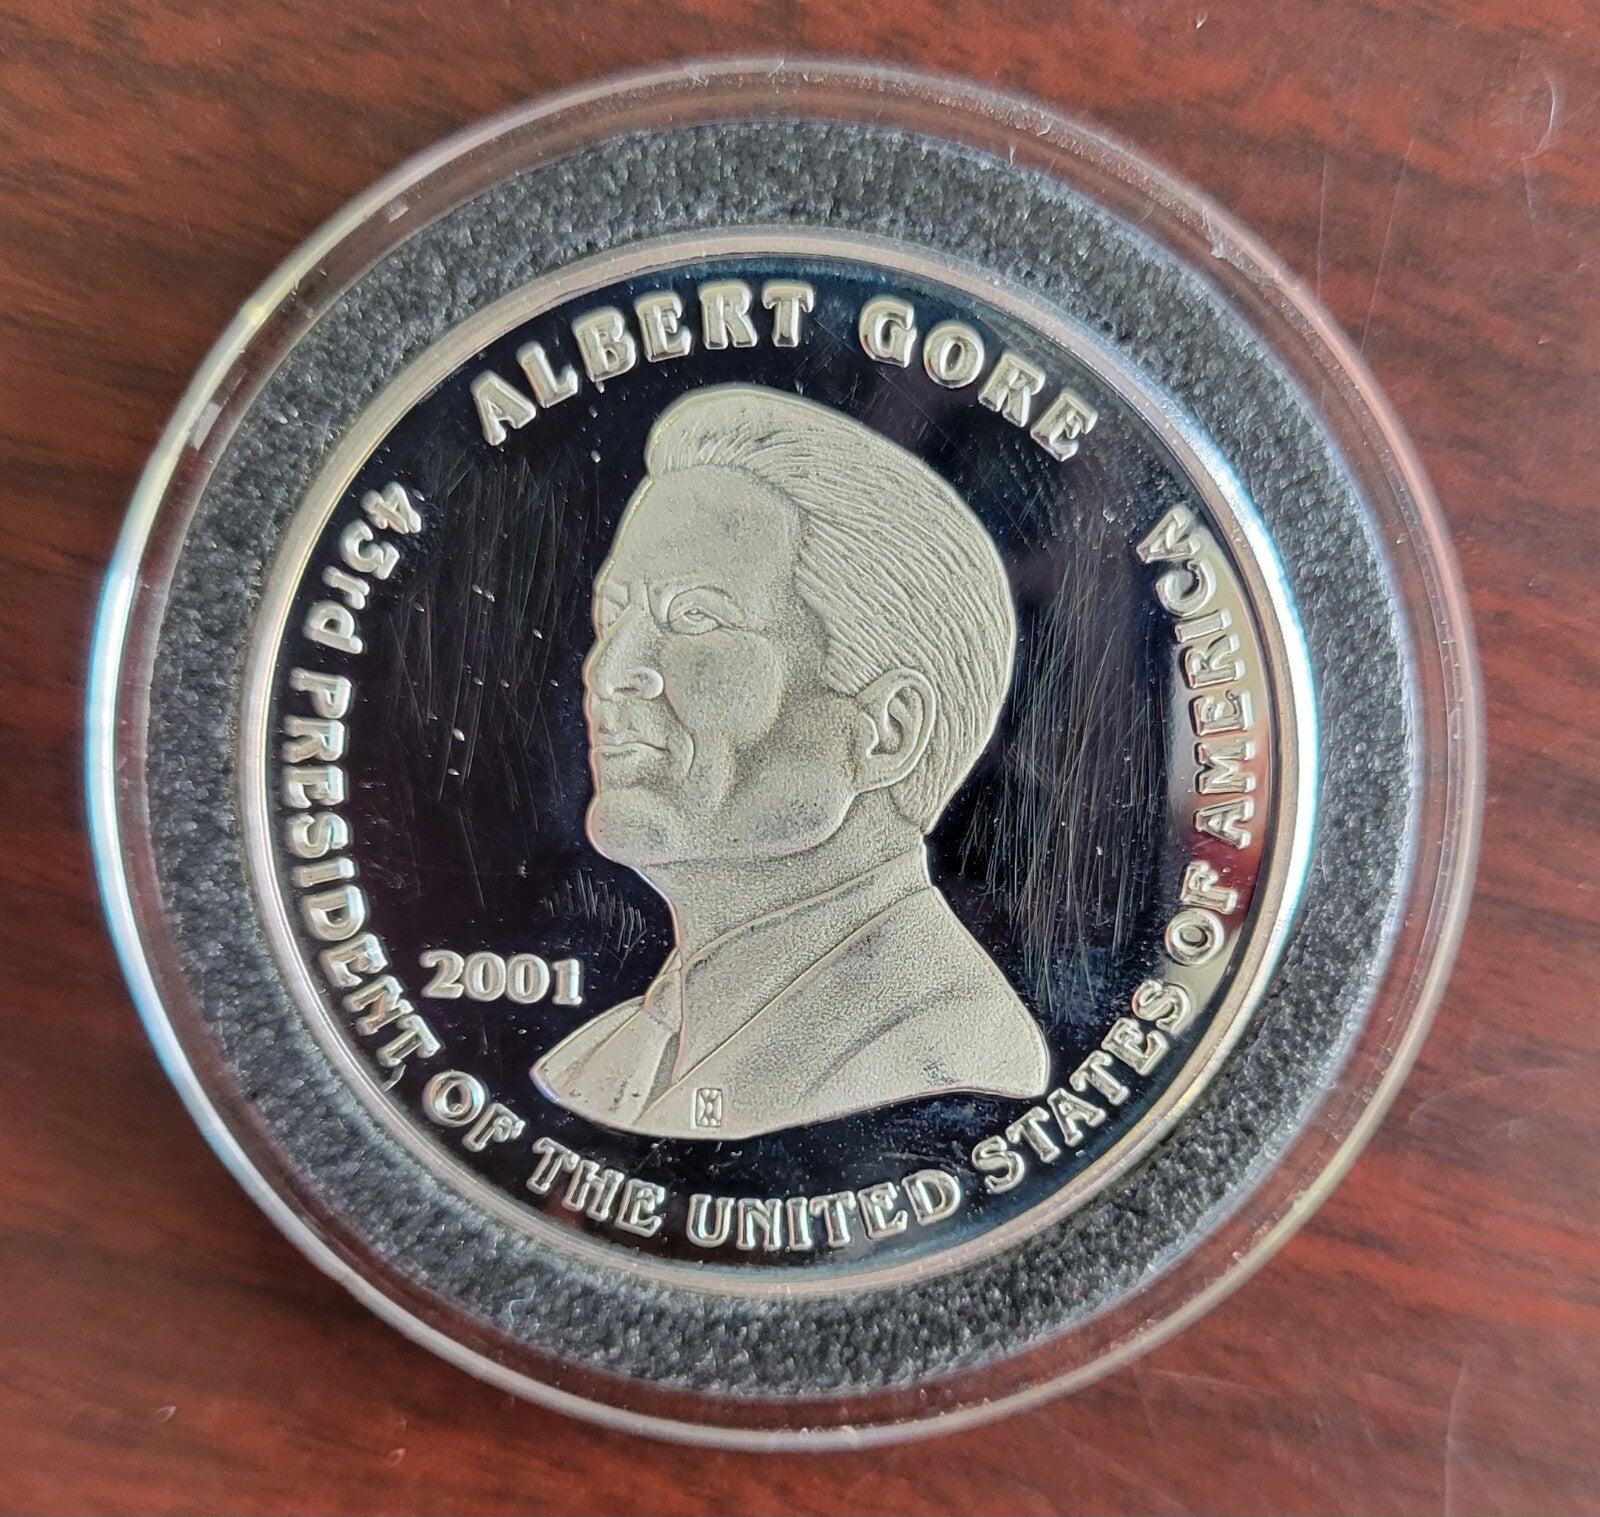 ALBERT GORE
43rd PRESIDENT OF THE UNITED STATES OF AMERICA
2001